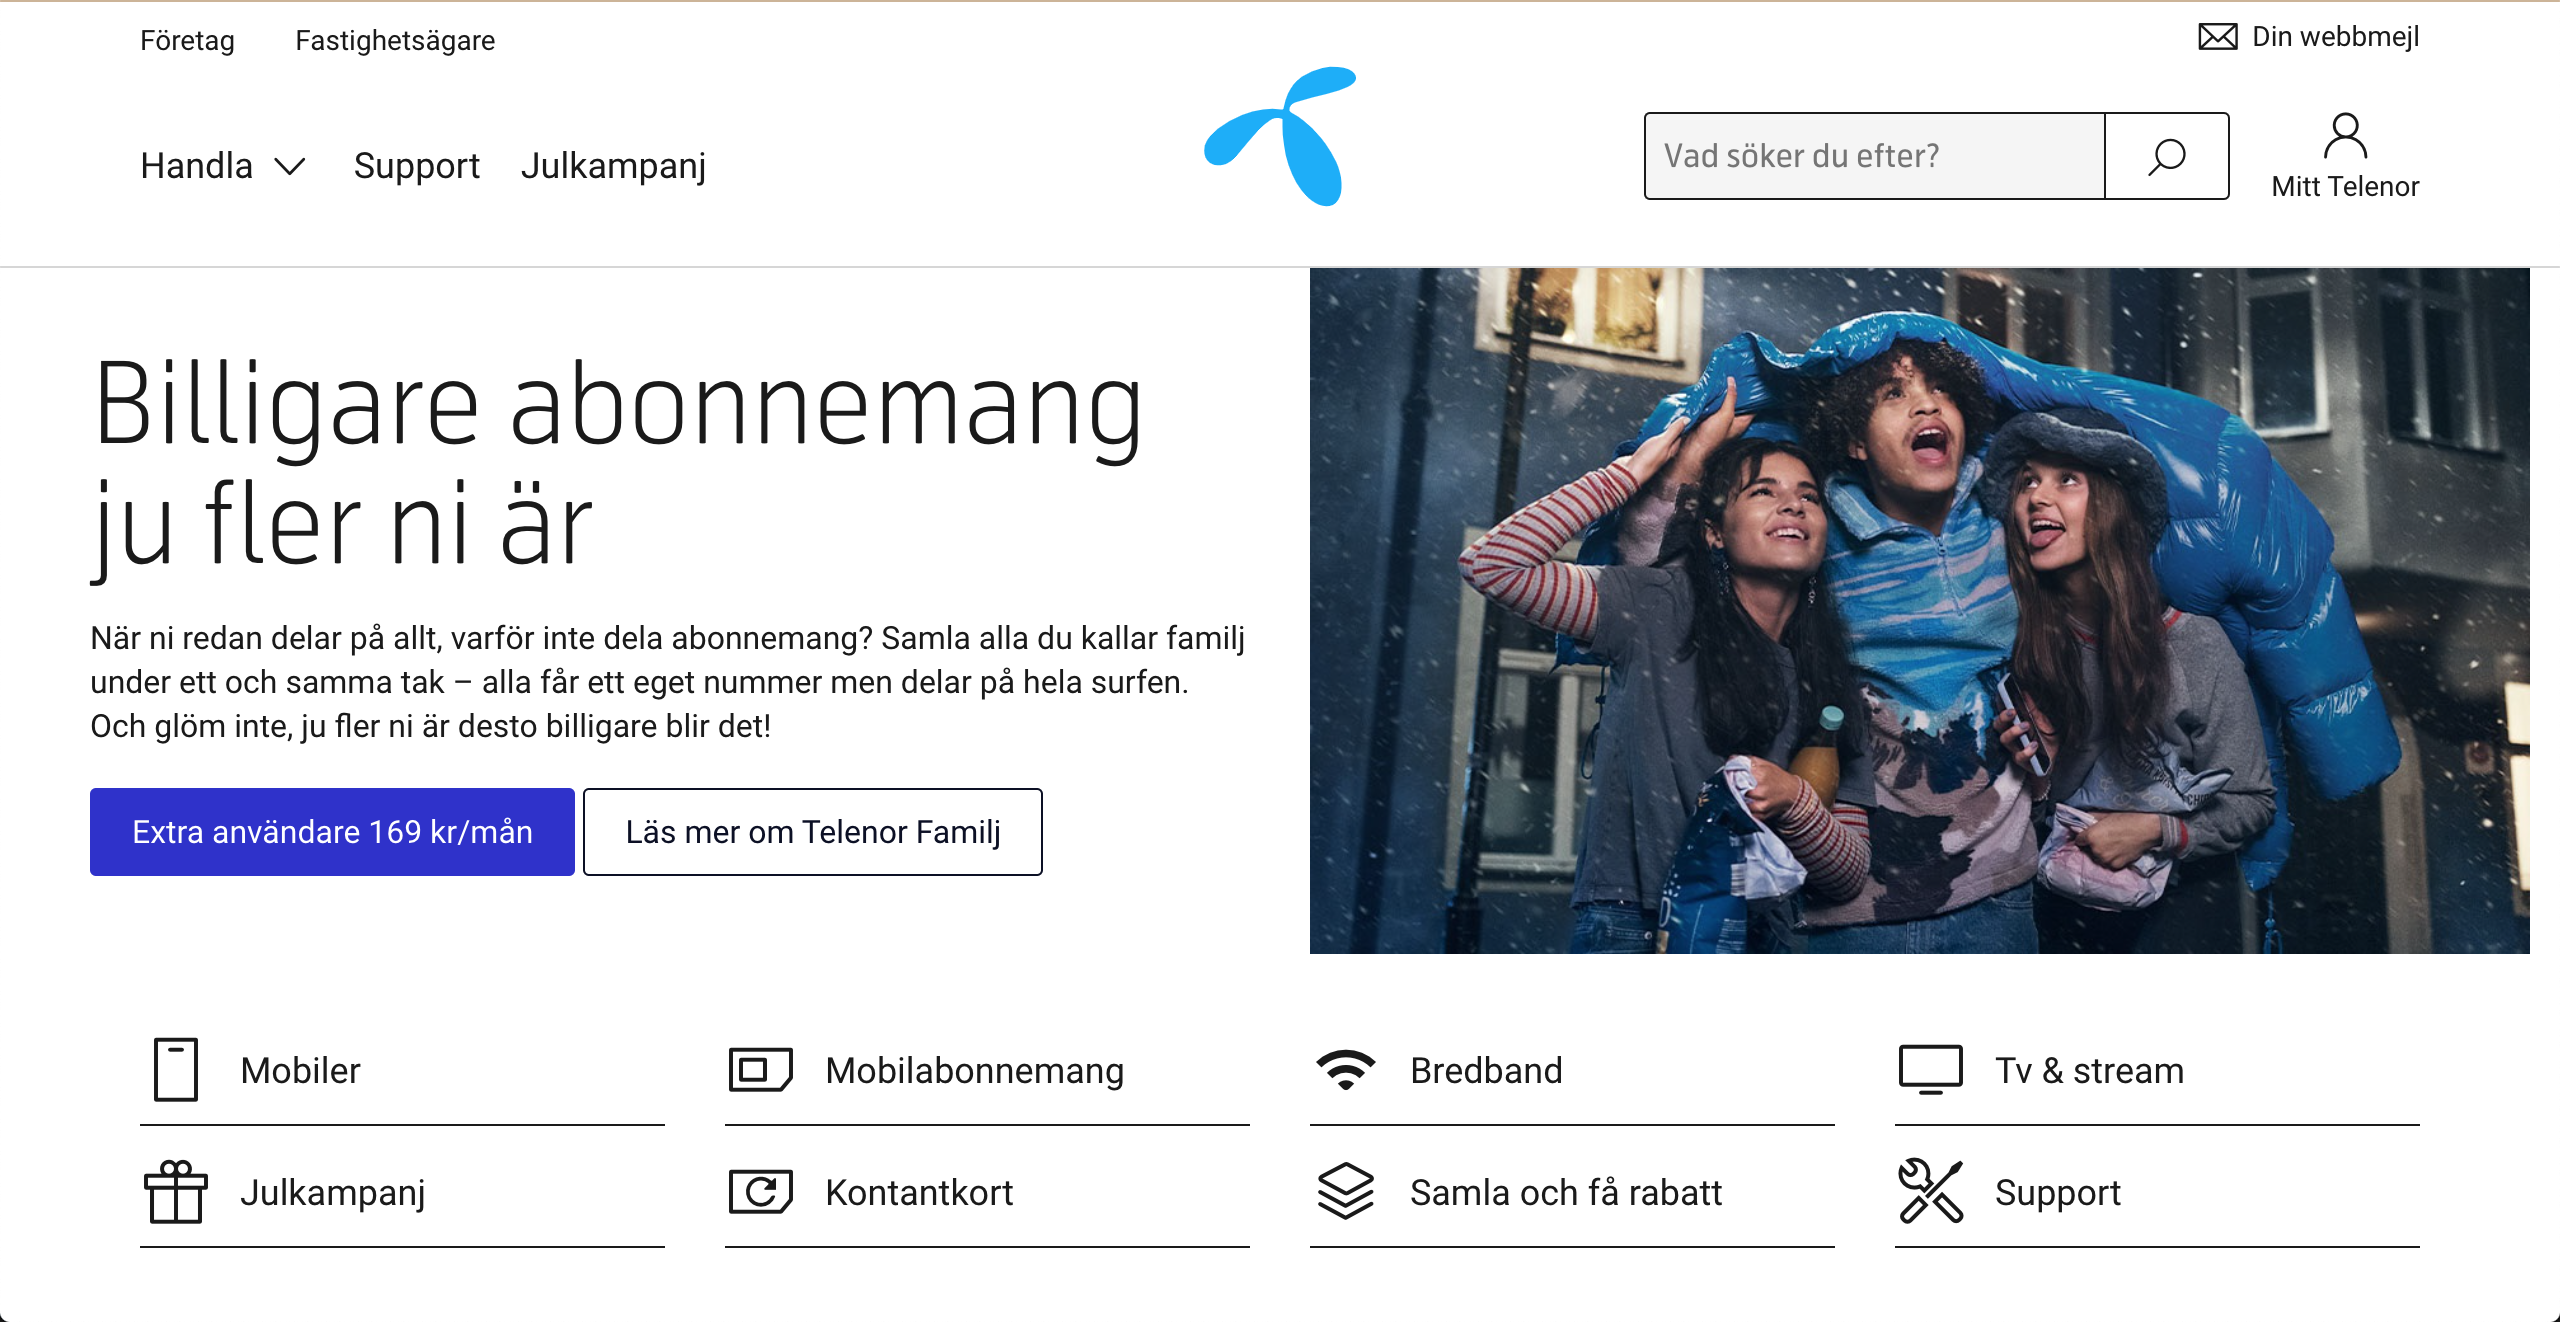 Företag
Fastighetsägare
Din webbmejl
Handla
Support
Julkampanj
Vad söker du efter?
Mitt Telenor
Billigare abonnemang
ju fler ni är
När ni redan delar på allt, varför inte dela abonnemang? Samla alla du kallar familj
under ett och samma tak – alla får ett eget nummer men delar på hela surfen.
Och glöm inte, ju fler ni är desto billigare blir det!
Extra användare 169 kr/mån
Läs mer om Telenor Familj
Mobiler
Mobilabonnemang
Bredband
Tv & stream
Julkampanj
Kontantkort
Samla och få rabatt
Support